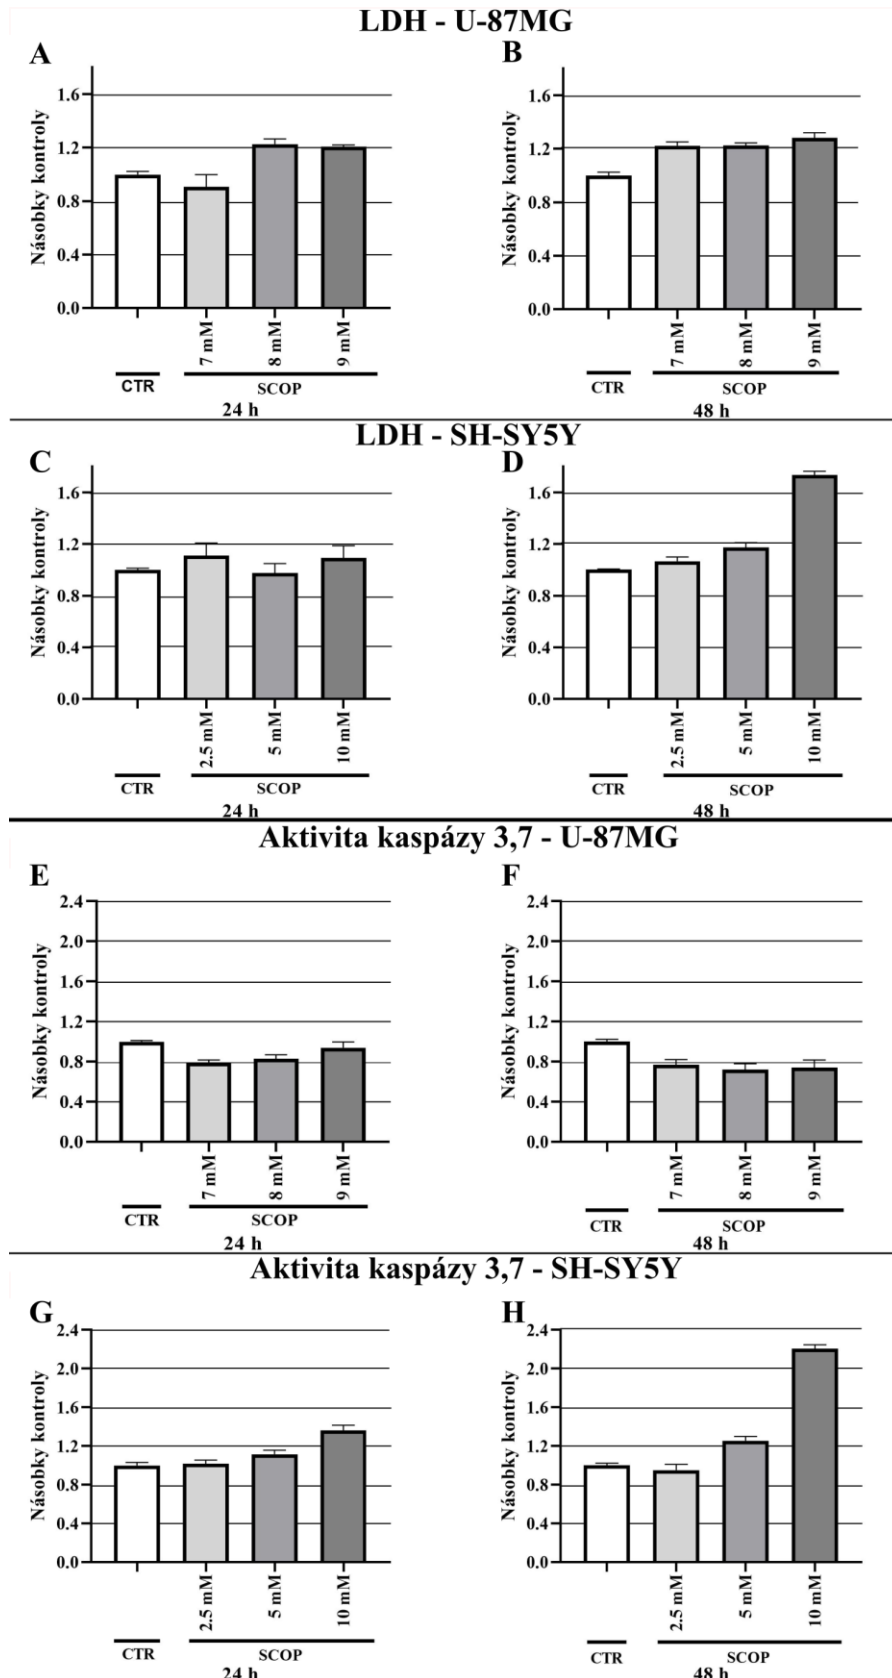 LDH - U-87MG
A
B
Násobky kontroly
1.6
1.2
0.8
0.4
0.0
7 mM
8 mM
9 mM
CTR
SCOP
24 h
Násobky kontroly
1.6
1.2
0.8
0.4
0.0
7 mM
8 mM
9 mM
CTR
SCOP
48 h
LDH - SH-SY5Y
C
D
Násobky kontroly
1.6
1.2
0.8
0.4
0.0
2.5 mM
5 mM
10 mM
CTR
SCOP
24 h
Násobky kontroly
1.6
1.2
0.8
0.4
0.0
2.5 mM
5 mM
10 mM
CTR
SCOP
48 h
Aktivita kaspázy 3,7 - U-87MG
E
F
Násobky kontroly
2.4
2.0
1.6
1.2
0.8
0.4
0.0
7 mM
8 mM
9 mM
CTR
SCOP
24 h
Násobky kontroly
2.4
2.0
1.6
1.2
0.8
0.4
0.0
7 mM
8 mM
9 mM
CTR
SCOP
48 h
Aktivita kaspázy 3,7 - SH-SY5Y
G
H
Násobky kontroly
2.4
2.0
1.6
1.2
0.8
0.4
0.0
2.5 mM
5 mM
10 mM
CTR
SCOP
24 h
Násobky kontroly
2.4
2.0
1.6
1.2
0.8
0.4
0.0
2.5 mM
5 mM
10 mM
CTR
SCOP
48 h